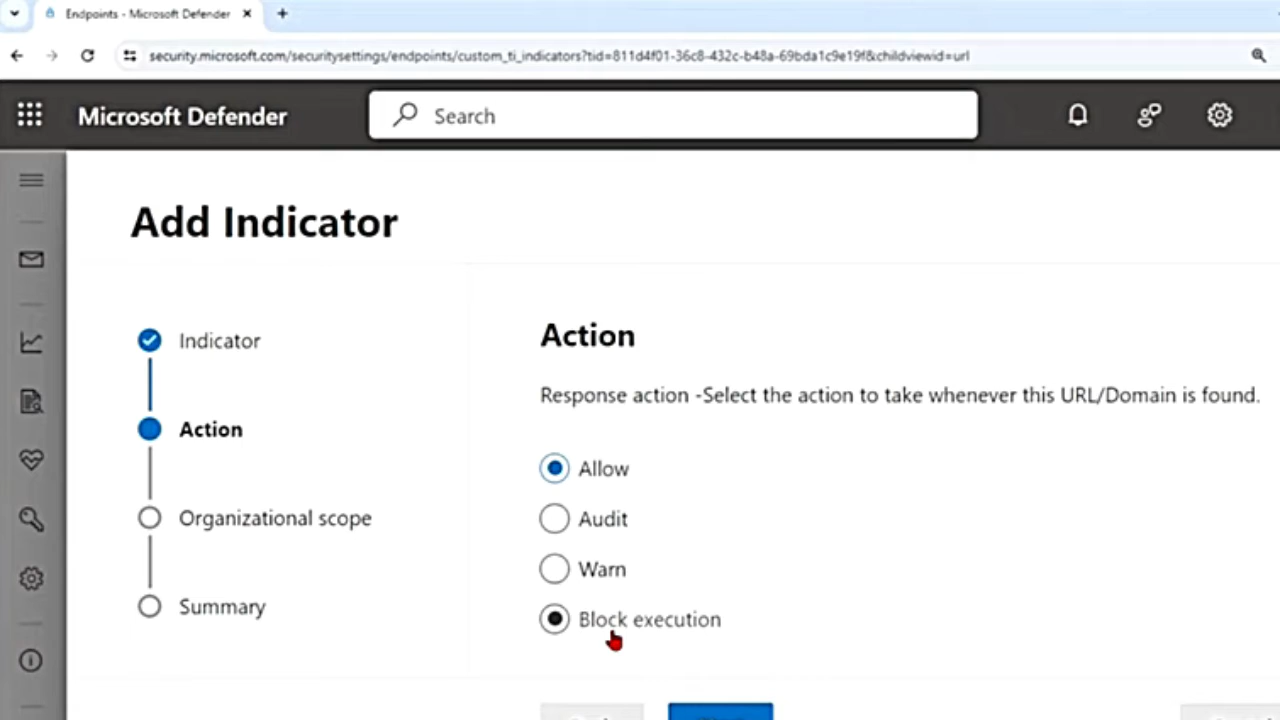 Endpoints - Microsoft Defender
security.microsoft.com/securitysettings/endpoints/custom_ti_indicators?tid=811d4f01-36c8-432c-b48a-69bda1c9e19f&childviewid=url
Microsoft Defender
Search
Add Indicator
Indicator
Action
Organizational scope
Summary
Action
Response action -Select the action to take whenever this URL/Domain is found.
Allow
Audit
Warn
Block execution